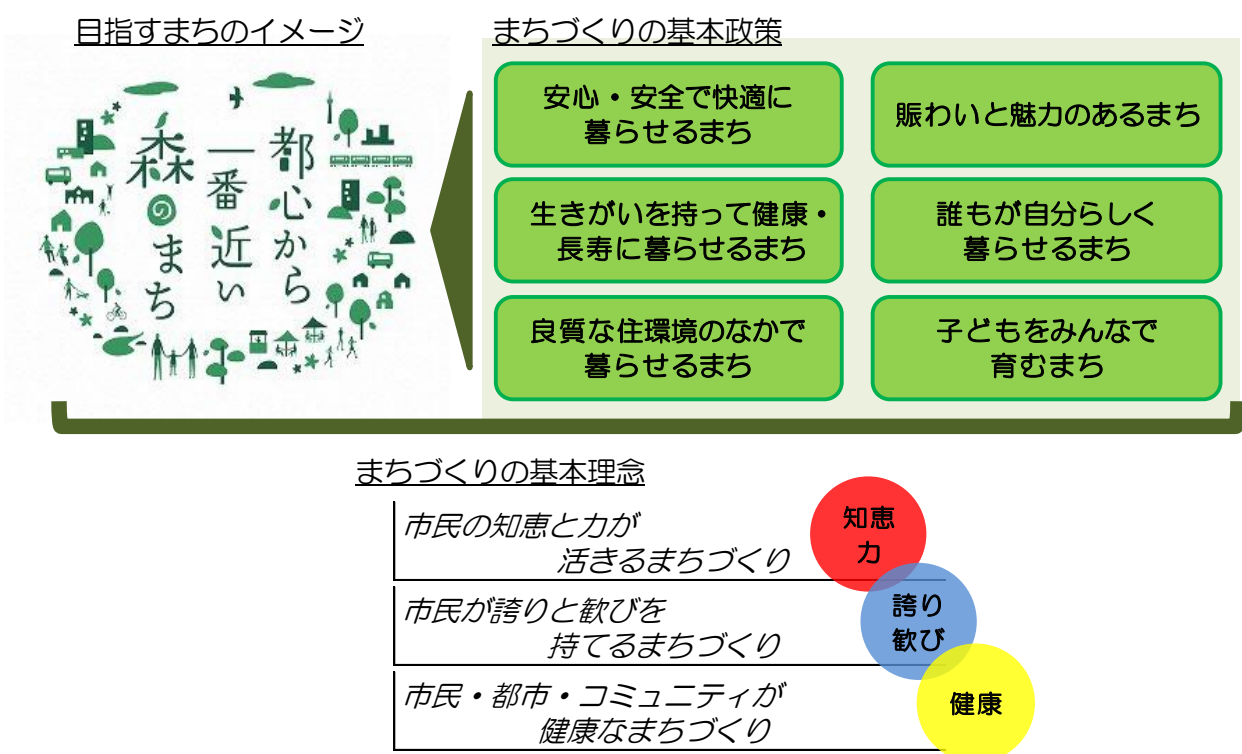 目指すまちのイメージ
都心から
一番近い
森のまち
まちづくりの基本政策
安心・安全で快適に
暮らせるまち
賑わいと魅力のあるまち
生きがいを持って健康・
長寿に暮らせるまち
誰もが自分らしく
暮らせるまち
良質な住環境のなかで
暮らせるまち
子どもをみんなで
育むまち
まちづくりの基本理念
市民の知恵と力が
活きるまちづくり
知恵
力
市民が誇りと歓びを
持てるまちづくり
誇り
歓び
市民・都市・コミュニティが
健康なまちづくり
健康